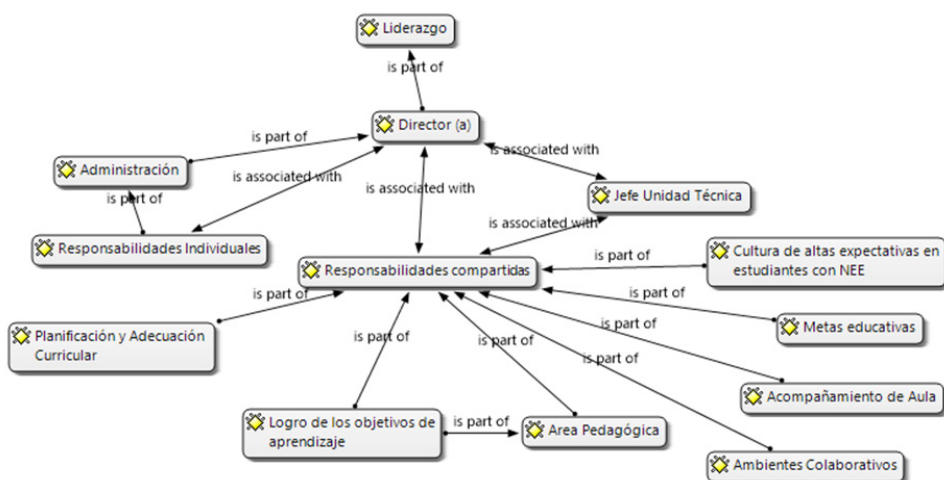 Liderazgo
is part of
Director (a)
is part of
is associated with
Administración
is associated with
is associated with
Jefe Unidad Técnica
is part of
is associated with
Responsabilidades Individuales
Cultura de altas expectativas en
estudiantes con NEE
is part of
Responsabilidades compartidas
is part of
is part of
Planificación y Adecuación
Curricular
Metas educativas
is part of
is part of
is part of
is part of
Acompañamiento de Aula
Logro de los objetivos de
aprendizaje
is part of
Area Pedagógica
Ambientes Colaborativos